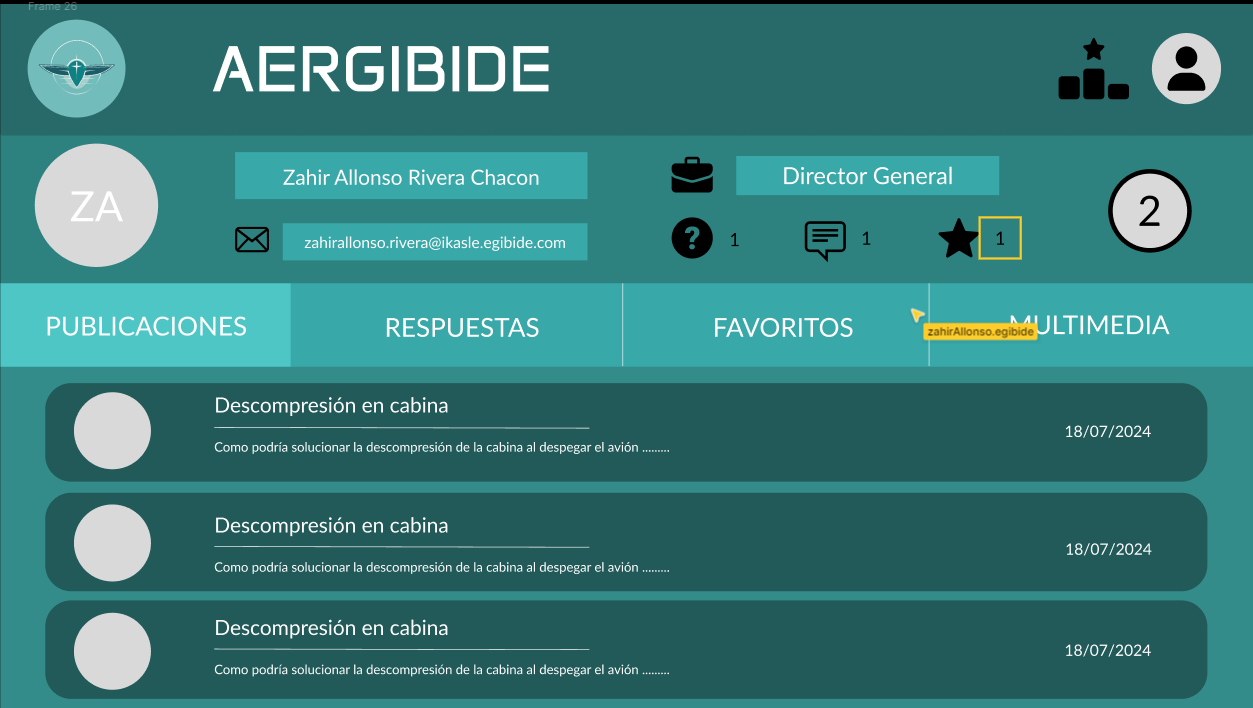 Frame 26
AERGIBIDE
ZA
Zahir Allonso Rivera Chacon
Director General
2
zahirallonso.rivera@ikasle.egibide.com
?
1
1
1
PUBLICACIONES
RESPUESTAS
FAVORITOS
MULTIMEDIA
zahirAllonso.egibide
Descompresión en cabina
Como podría solucionar la descompresión de la cabina al despegar el avión .........
18/07/2024
Descompresión en cabina
Como podría solucionar la descompresión de la cabina al despegar el avión .........
18/07/2024
Descompresión en cabina
Como podría solucionar la descompresión de la cabina al despegar el avión .........
18/07/2024